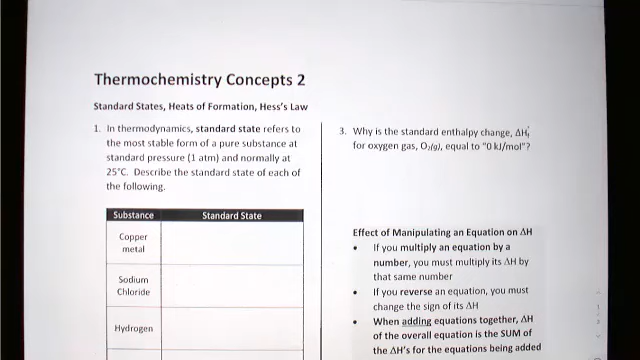 Thermochemistry Concepts 2
Standard States, Heats of Formation, Hess's Law
1. In thermodynamics, standard state refers to
the most stable form of a pure substance at
standard pressure (1 atm) and normally at
25°C. Describe the standard state of each of
the following.
Substance Standard State
Copper
metal
Sodium
Chloride
Hydrogen
3. Why is the standard enthalpy change, ΔHf°,
for oxygen gas, O₂(g), equal to "0 kJ/mol"?
Effect of Manipulating an Equation on ΔH
• If you multiply an equation by a
number, you must multiply its ΔH by
that same number
• If you reverse an equation, you must
change the sign of its ΔH
• When adding equations together, ΔH
of the overall equation is the SUM of
the ΔH's for the equations being added